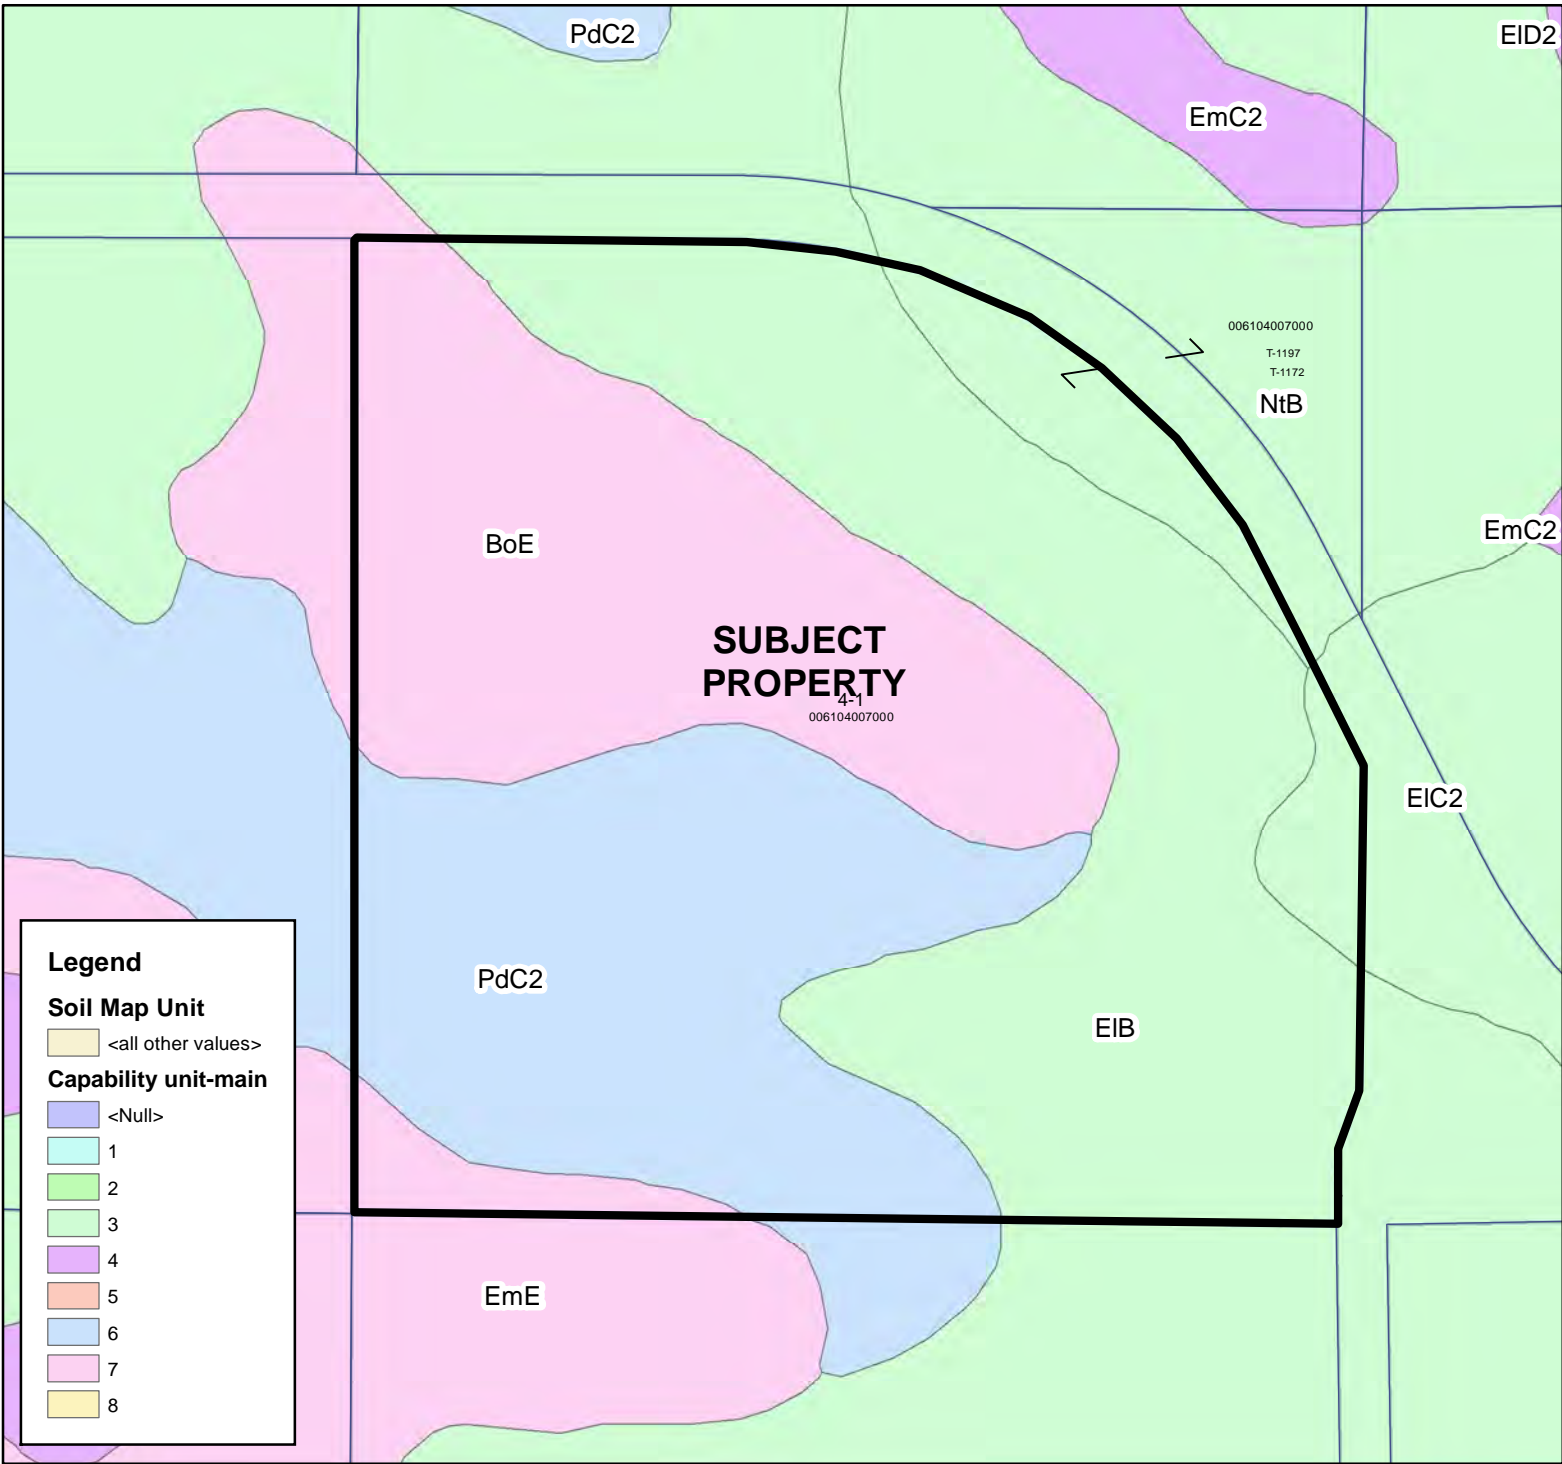 PdC2
ElD2
EmC2
006104007000
T-1197
T-1172
NtB
EmC2
BoE
SUBJECT
PROPERTY
4-1
006104007000
ElC2
PdC2
ElB
EmE
Legend
Soil Map Unit
<all other values>
Capability unit-main
<Null>
1
2
3
4
5
6
7
8